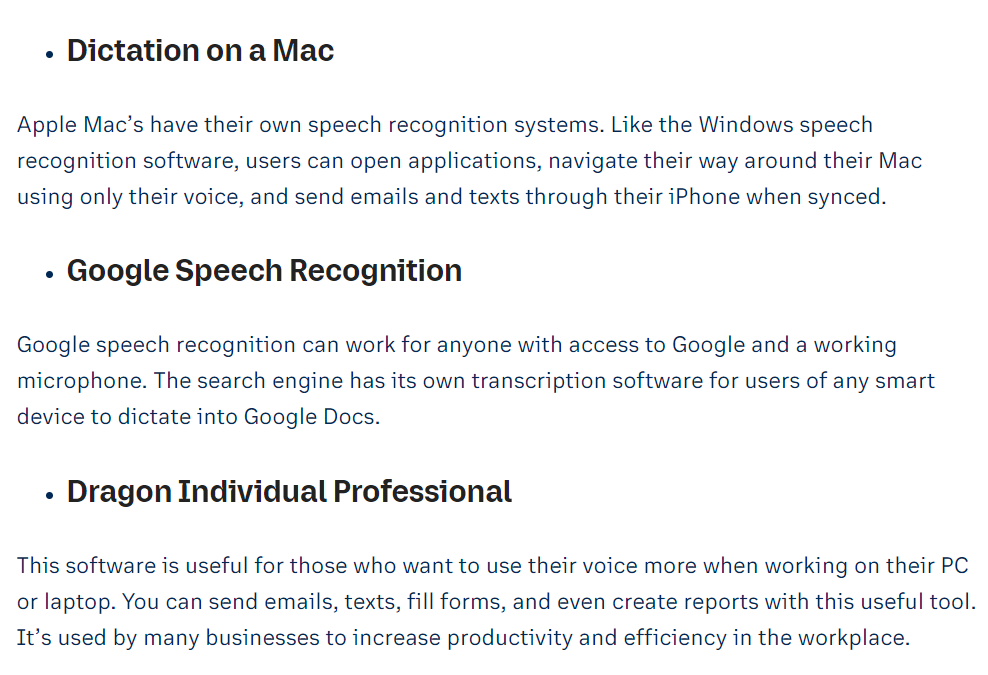 • Dictation on a Mac
Apple Mac’s have their own speech recognition systems. Like the Windows speech
recognition software, users can open applications, navigate their way around their Mac
using only their voice, and send emails and texts through their iPhone when synced.
• Google Speech Recognition
Google speech recognition can work for anyone with access to Google and a working
microphone. The search engine has its own transcription software for users of any smart
device to dictate into Google Docs.
• Dragon Individual Professional
This software is useful for those who want to use their voice more when working on their PC
or laptop. You can send emails, texts, fill forms, and even create reports with this useful tool.
It’s used by many businesses to increase productivity and efficiency in the workplace.